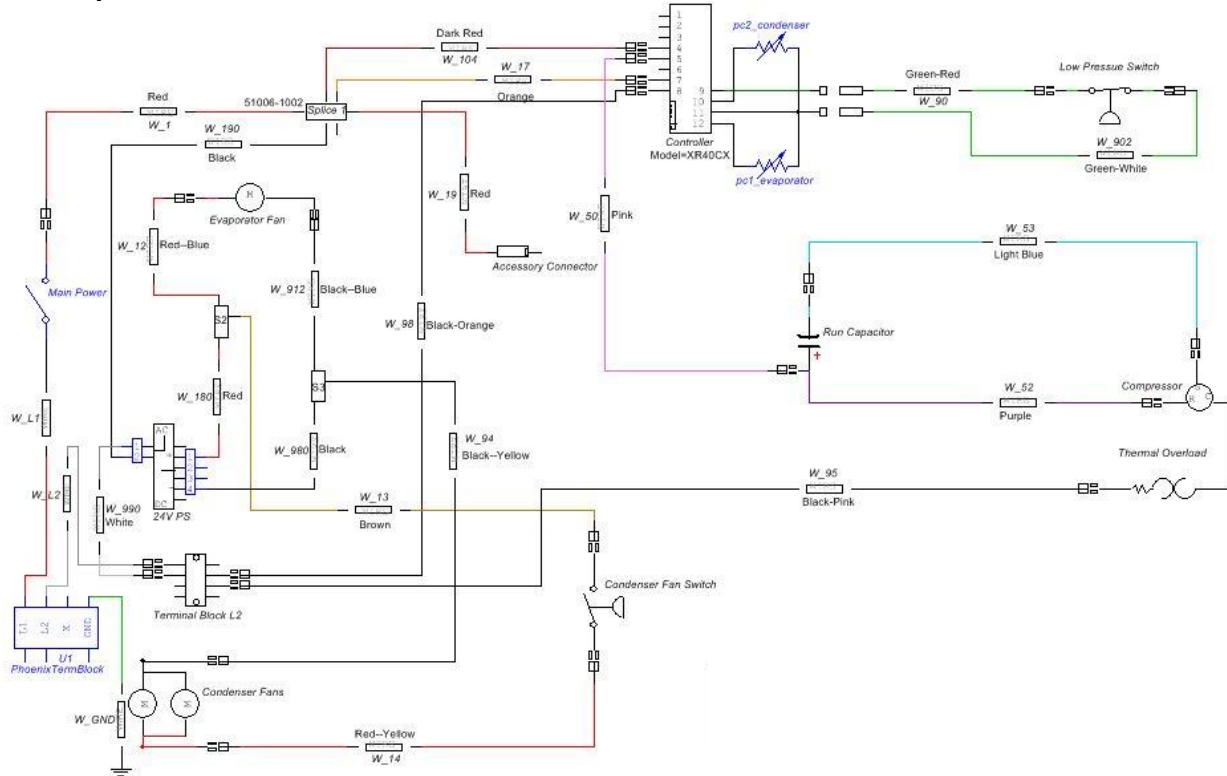 1
2
3
4
5
6
7
8
9
10
11
12
Controller
Model=XR40CX
pc2_condenser
pc1_evaporator
Dark Red
W_104
W_17
Orange
Red
W_1
51006-1002
Splice 1
W_190
Black
Green-Red
W_90
Low Pressue Switch
W_902
Green-White
W_19
Red
W_50
Pink
Accessory Connector
M
Evaporator Fan
W_12
Red--Blue
W_912
Black--Blue
Main Power
S2
W_98
Black-Orange
W_53
Light Blue
Run Capacitor
+
W_180
Red
S3
W_52
Purple
Compressor
S
R
C
W_L1
AC
DC
24V PS
W_980
Black
W_94
Black--Yellow
Thermal Overload
W_95
Black-Pink
W_L2
W_990
White
W_13
Brown
Terminal Block L2
Condenser Fan Switch
L1
L2
X
GND
U1
PhoenixTermBlock
M
M
Condenser Fans
W_GND
Red--Yellow
W_14